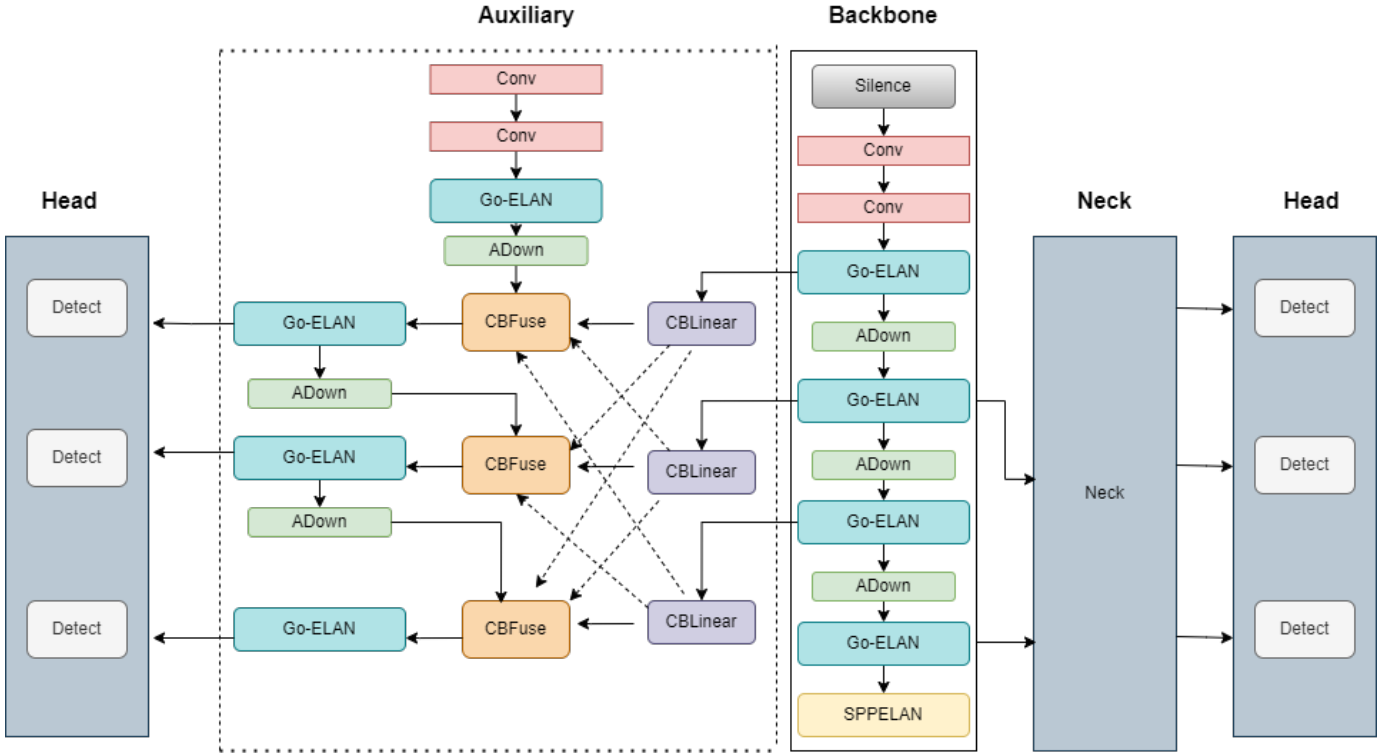 Auxiliary
Backbone
Conv
Silence
Conv
Conv
Head
Go-ELAN
Conv
Neck
Head
ADown
Go-ELAN
Detect
Go-ELAN
CBFuse
CBLinear
ADown
Detect
ADown
Go-ELAN
Detect
Go-ELAN
CBFuse
CBLinear
ADown
Neck
Detect
ADown
Go-ELAN
ADown
Detect
Go-ELAN
CBFuse
CBLinear
Go-ELAN
Detect
SPPELAN